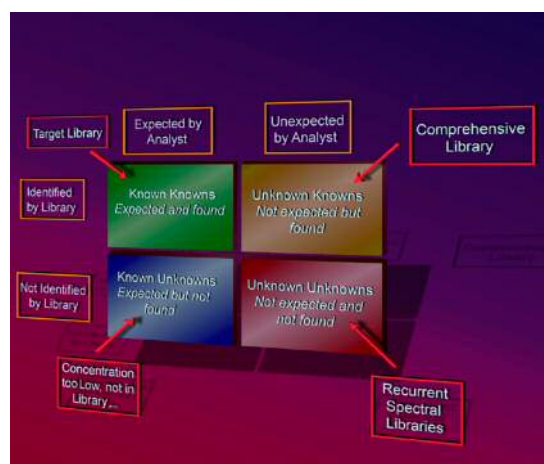 Target Library
Expected by
Analyst
Unexpected
by Analyst
Comprehensive
Library
Identified
by Library
Known Knowns
Expected and found
Unknown Knowns
Not expected but
found
Not Identified
by Library
Known Unknowns
Expected but not
found
Unknown Unknowns
Not expected and
not found
Concentration
too Low, not in
Library,...
Recurrent
Spectral
Libraries